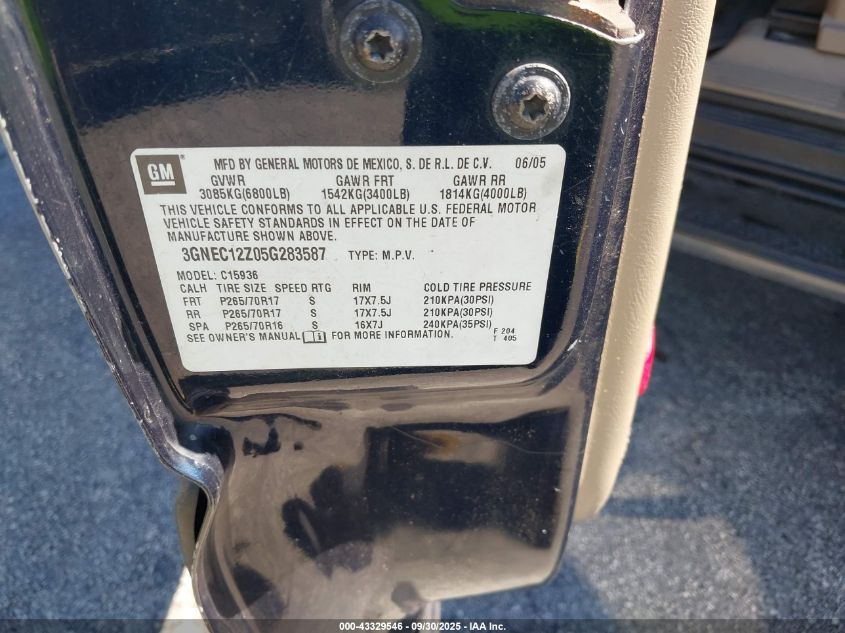 GM MFD BY GENERAL MOTORS DE MEXICO, S. DE R.L. DE C.V. 06/05
GVWR GAWR FRT GAWR RR
3085KG(6800LB) 1542KG(3400LB) 1814KG(4000LB)
THIS VEHICLE CONFORMS TO ALL APPLICABLE U.S. FEDERAL MOTOR
VEHICLE SAFETY STANDARDS IN EFFECT ON THE DATE OF
MANUFACTURE SHOWN ABOVE.
3GNEC12Z05G283587 TYPE: M.P.V.
MODEL: C15936
CALH TIRE SIZE SPEED RTG RIM COLD TIRE PRESSURE
FRT P265/70R17 S 17X7.5J 210KPA(30PSI)
RR P265/70R17 S 17X7.5J 210KPA(30PSI)
SPA P265/70R16 S 16X7J 240KPA(35PSI)
SEE OWNER'S MANUAL FOR MORE INFORMATION. F 204
T 405
000-43329546 - 09/30/2025 - IAA Inc.